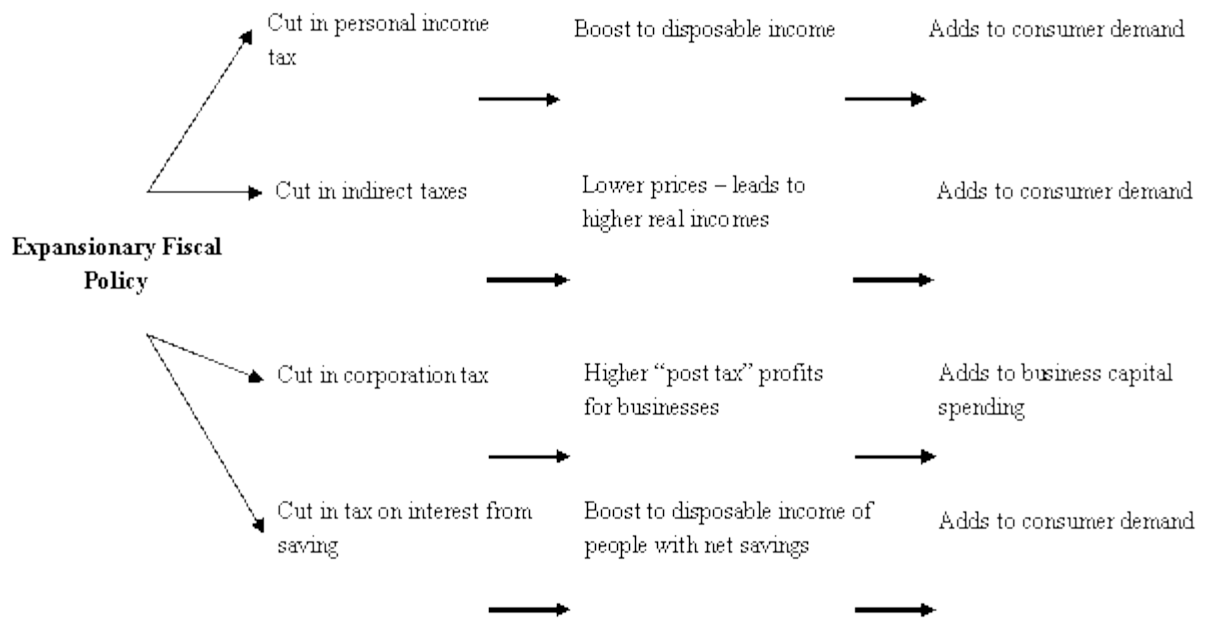 Cut in personal income
tax
Boost to disposable income
Adds to consumer demand
Cut in indirect taxes
Lower prices – leads to
higher real incomes
Adds to consumer demand
Expansionary Fiscal
Policy
Cut in corporation tax
Higher “post tax” profits
for businesses
Adds to business capital
spending
Cut in tax on interest from
saving
Boost to disposable income of
people with net savings
Adds to consumer demand